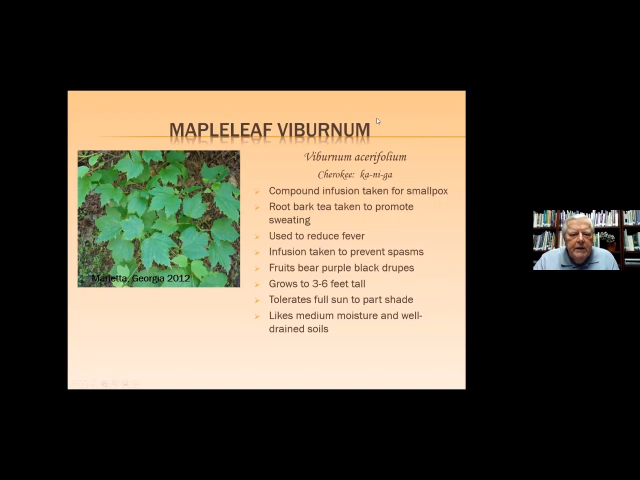 MAPLELEAF VIBURNUM
Viburnum acerifolium
Cherokee: ka-ni-ga
Compound infusion taken for smallpox
Root bark tea taken to promote
sweating
Used to reduce fever
Infusion taken to prevent spasms
Fruits bear purple black drupes
Grows to 3-6 feet tall
Tolerates full sun to part shade
Likes medium moisture and well-
drained soils
Marietta, Georgia 2012